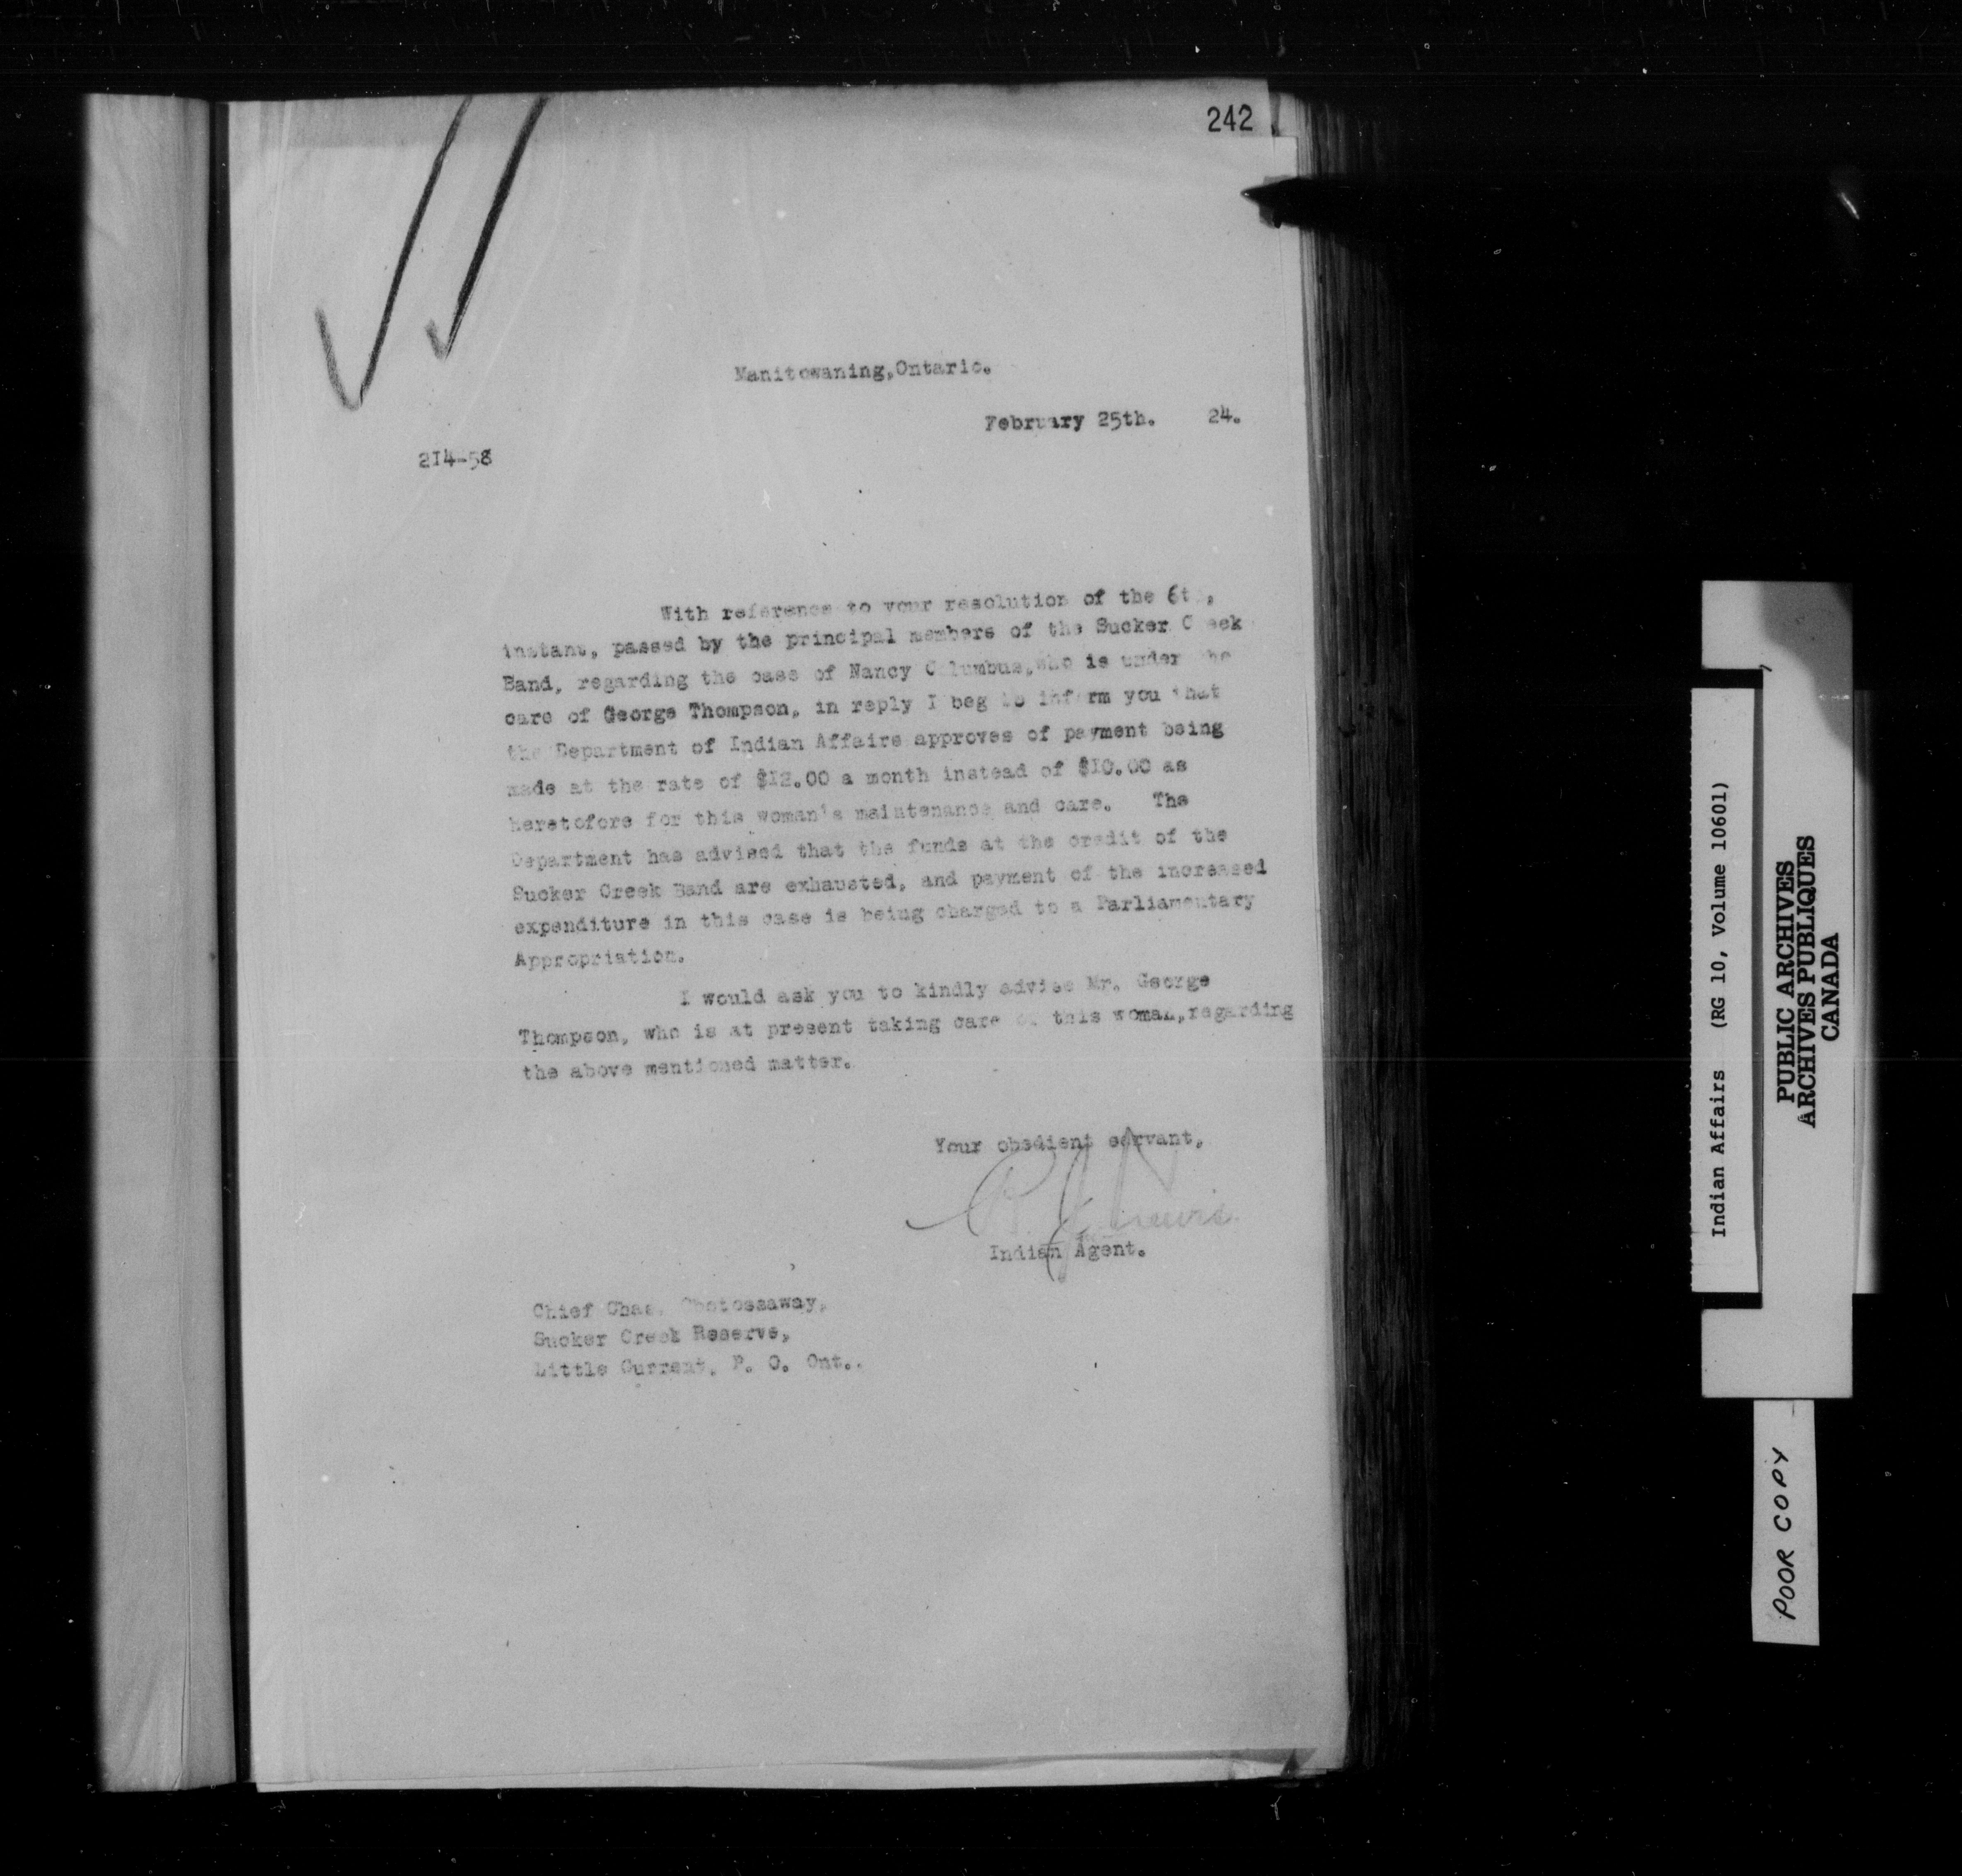 242
Manitowaning,Ontario.
February 25th. 24.
214-58
With reference to your resolution of the 6t ,
instant, passed by the principal members of the Sucker C eek
Band, regarding the case of Nancy C lumbus,who is under the
care of George Thompson, in reply I beg to inform you that
the Department of Indian Affairs approves of payment being
made at the rate of $12.00 a month instead of $10.00 as
heretofore for this woman's maintenance and care. The
Department has advised that the funds at the credit of the
Sucker Creek Band are exhausted, and payment of the increased
expenditure in this case is being charged to a Parliamentary
Appropriation.
I would ask you to kindly advise Mr. George
Thompson, who is at present taking care of this woman,regarding
the above mentioned matter.
Your obedient servant,
Indian Agent.
Chief Chas.
Sucker Creek Reserve,
Little Current, P. O. Ont..
Indian Affairs (RG 10, Volume 10601)
PUBLIC ARCHIVES
ARCHIVES PUBLIQUES
CANADA
POOR COPY